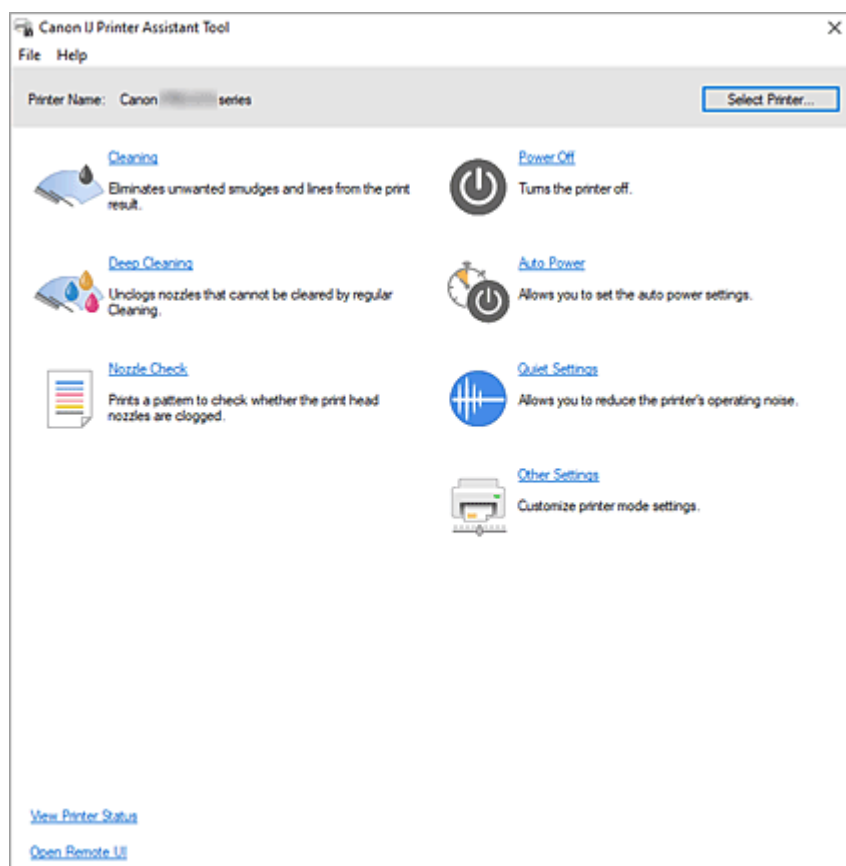 Canon IJ Printer Assistant Tool
File Help
Printer Name: Canon series
Select Printer...
Cleaning
Eliminates unwanted smudges and lines from the print
result.
Deep Cleaning
Unclogs nozzles that cannot be cleared by regular
Cleaning.
Nozzle Check
Prints a pattern to check whether the print head
nozzles are clogged.
Power Off
Turns the printer off.
Auto Power
Allows you to set the auto power settings.
Quiet Settings
Allows you to reduce the printer's operating noise.
Other Settings
Customize printer mode settings.
View Printer Status
Open Remote UI